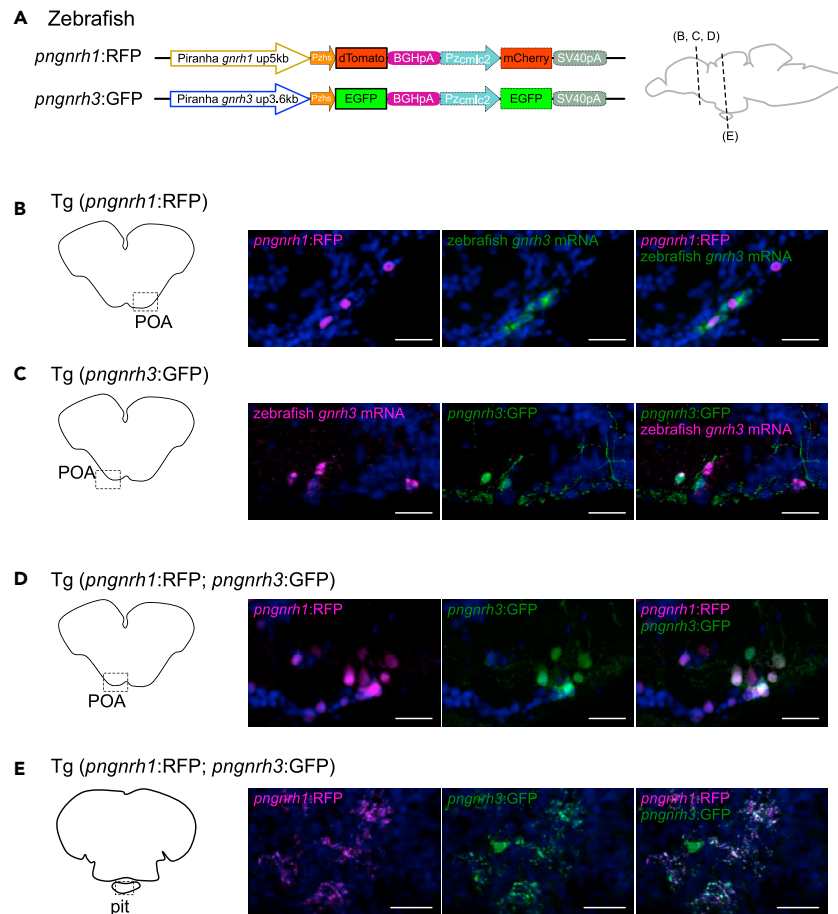 A Zebrafish
pngnrh1:RFP Piranha gnrh1 up5kb Pzhs dTomato BGHpA Pzcmlc2 mCherry SV40pA
pngnrh3:GFP Piranha gnrh3 up3.6kb Pzhs EGFP BGHpA Pzcmlc2 EGFP SV40pA
(B, C, D)
(E)
B Tg (pngnrh1:RFP)
POA
pngnrh1:RFP
zebrafish gnrh3 mRNA
pngnrh1:RFP
zebrafish gnrh3 mRNA
C Tg (pngnrh3:GFP)
POA
zebrafish gnrh3 mRNA
pngnrh3:GFP
pngnrh3:GFP
zebrafish gnrh3 mRNA
D Tg (pngnrh1:RFP; pngnrh3:GFP)
POA
pngnrh1:RFP
pngnrh3:GFP
pngnrh1:RFP
pngnrh3:GFP
E Tg (pngnrh1:RFP; pngnrh3:GFP)
pit
pngnrh1:RFP
pngnrh3:GFP
pngnrh1:RFP
pngnrh3:GFP